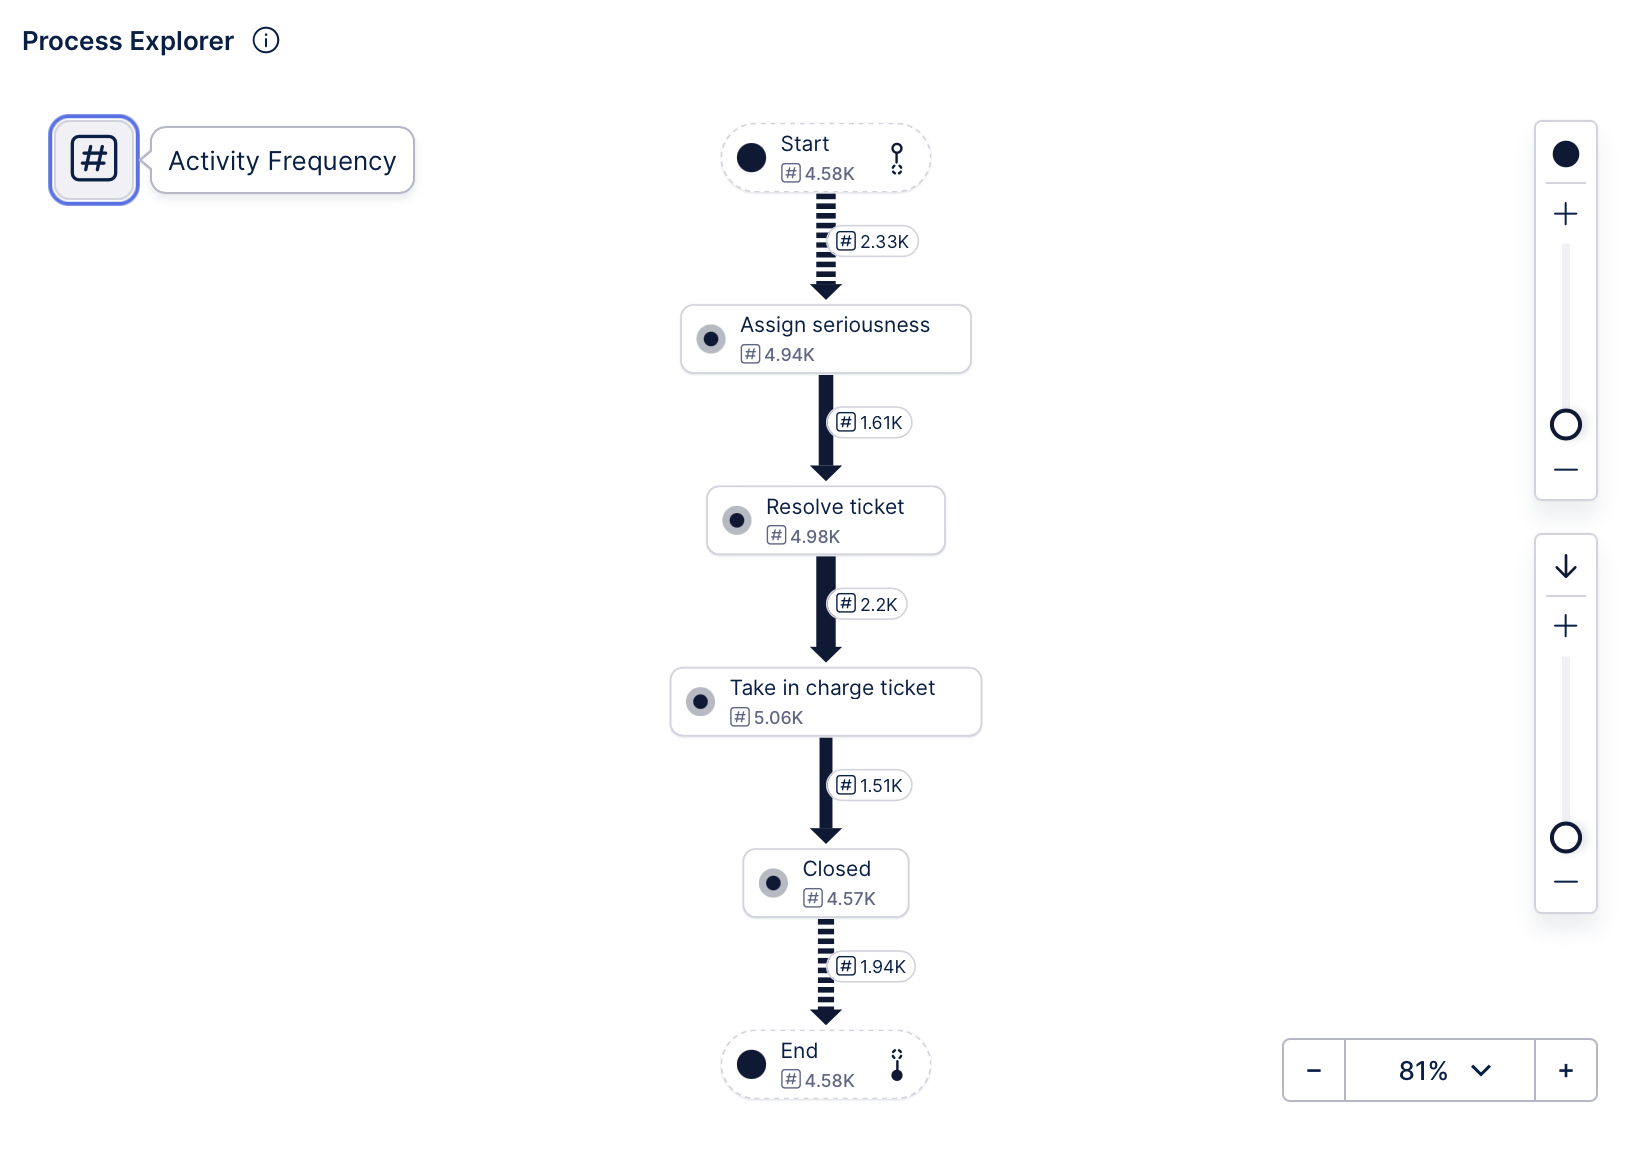 Process Explorer
Activity Frequency
Start
# 4.58K
# 2.33K
Assign seriousness
# 4.94K
# 1.61K
Resolve ticket
# 4.98K
# 2.2K
Take in charge ticket
# 5.06K
# 1.51K
Closed
# 4.57K
# 1.94K
End
# 4.58K
81%